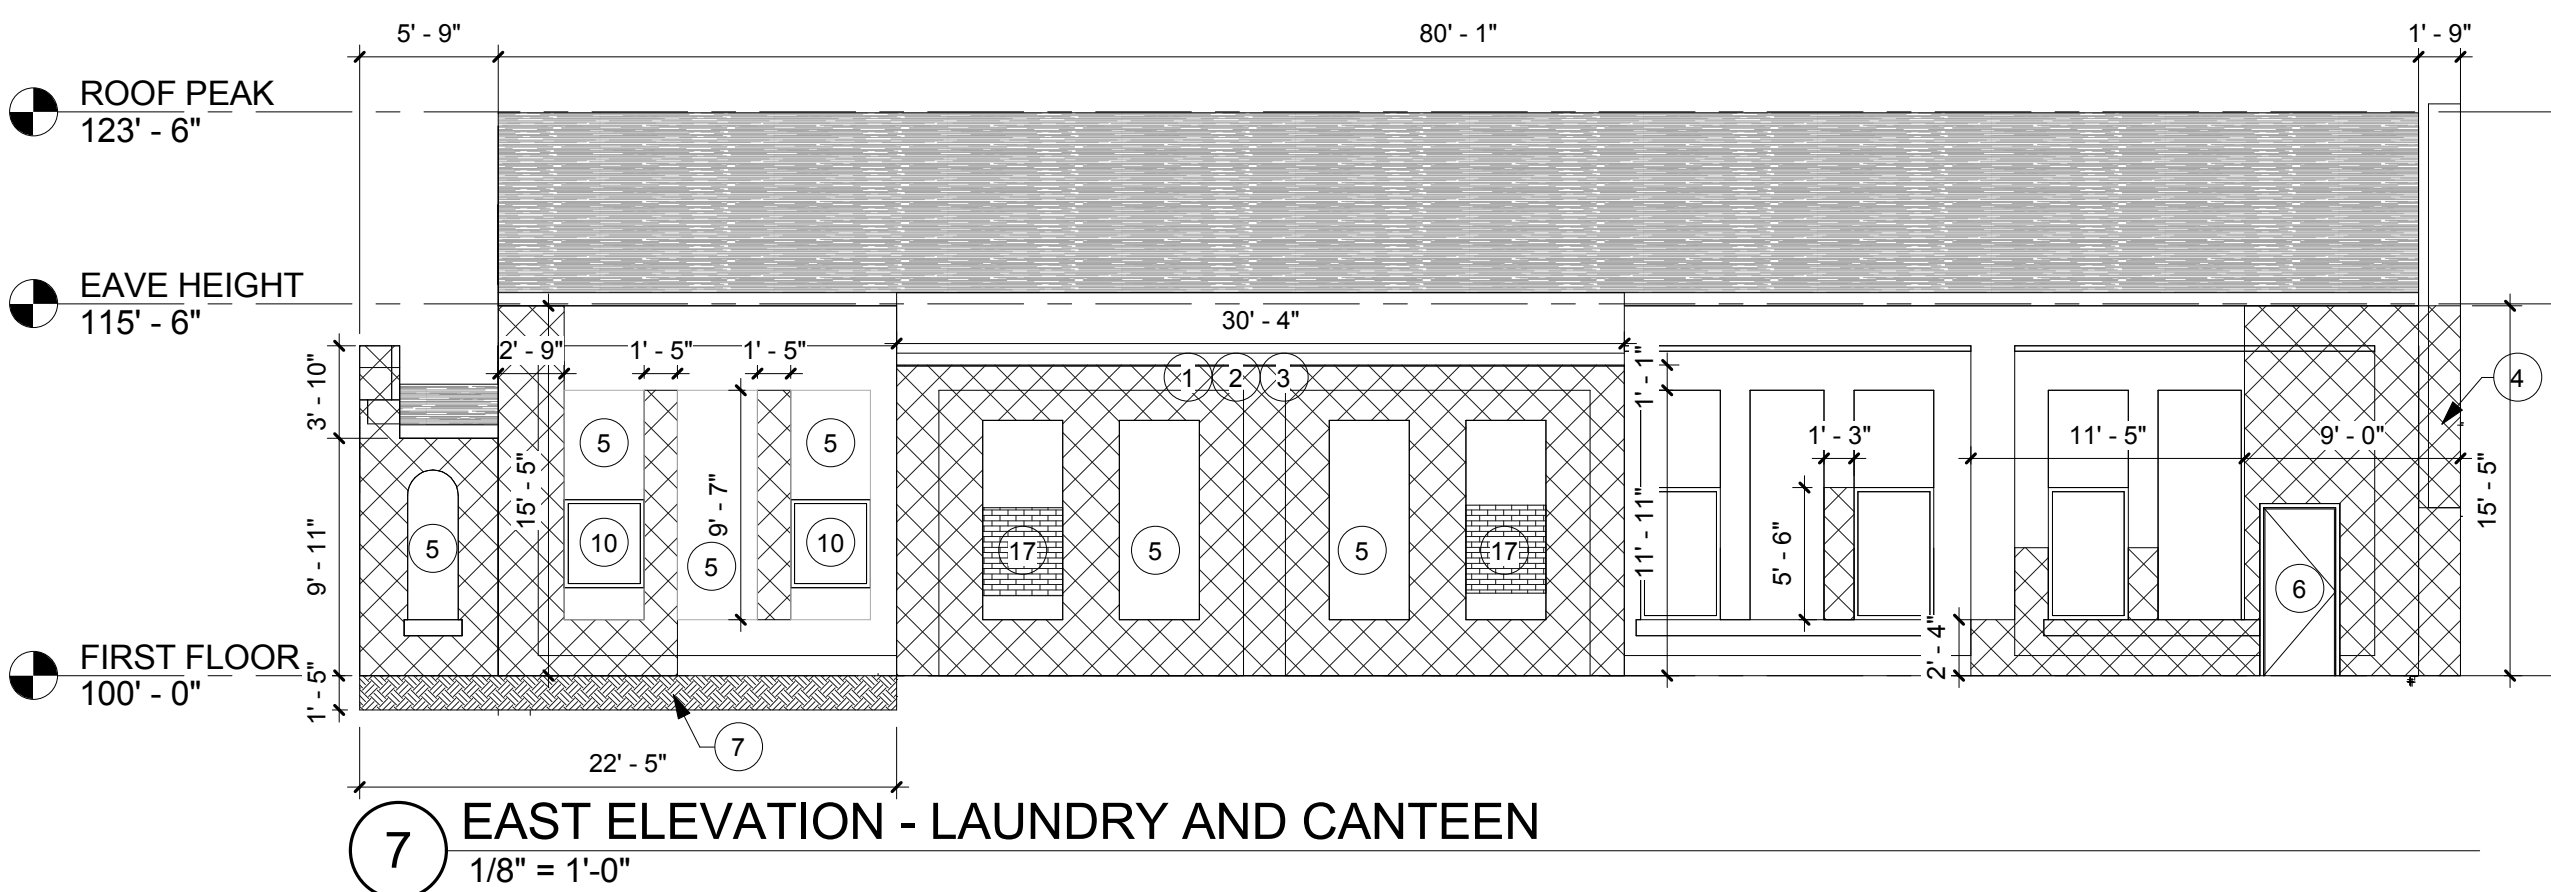 5' - 9"
80' - 1"
1' - 9"
ROOF PEAK
123' - 6"
EAVE HEIGHT
115' - 6"
30' - 4"
2' - 9"
1' - 5"
1' - 5"
1
2
3
1' - 1"
4
3' - 10"
5
5
1' - 3"
11' - 5"
9' - 0"
15' - 5"
9' - 7"
15' - 5"
9' - 11"
5
10
5
10
17
5
5
17
11' - 11"
5' - 6"
6
2' - 4"
FIRST FLOOR
100' - 0"
1' - 5"
7
22' - 5"
7
EAST ELEVATION - LAUNDRY AND CANTEEN
1/8" = 1'-0"